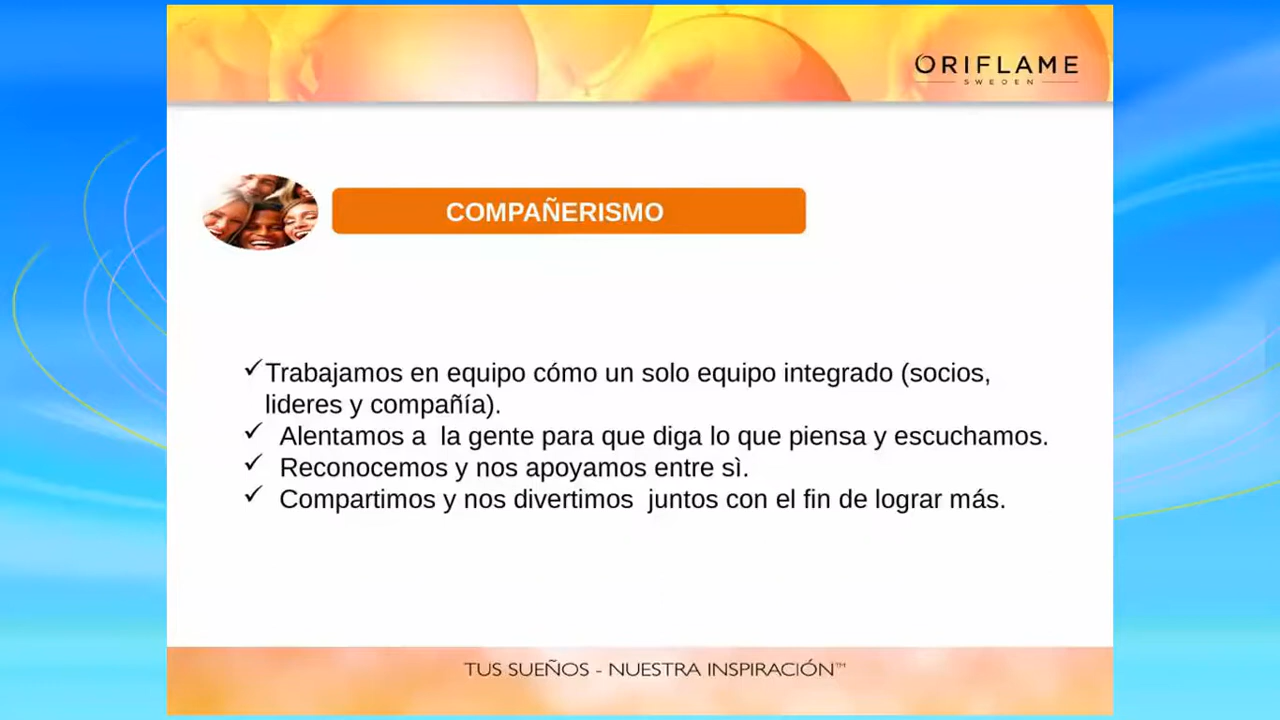 ORIFLAME
SWEDEN
COMPAÑERISMO
✓Trabajamos en equipo cómo un solo equipo integrado (socios,
lideres y compañía).
✓ Alentamos a  la gente para que diga lo que piensa y escuchamos.
✓ Reconocemos y nos apoyamos entre sì.
✓ Compartimos y nos divertimos  juntos con el fin de lograr más.
TUS SUEÑOS - NUESTRA INSPIRACIÓN™